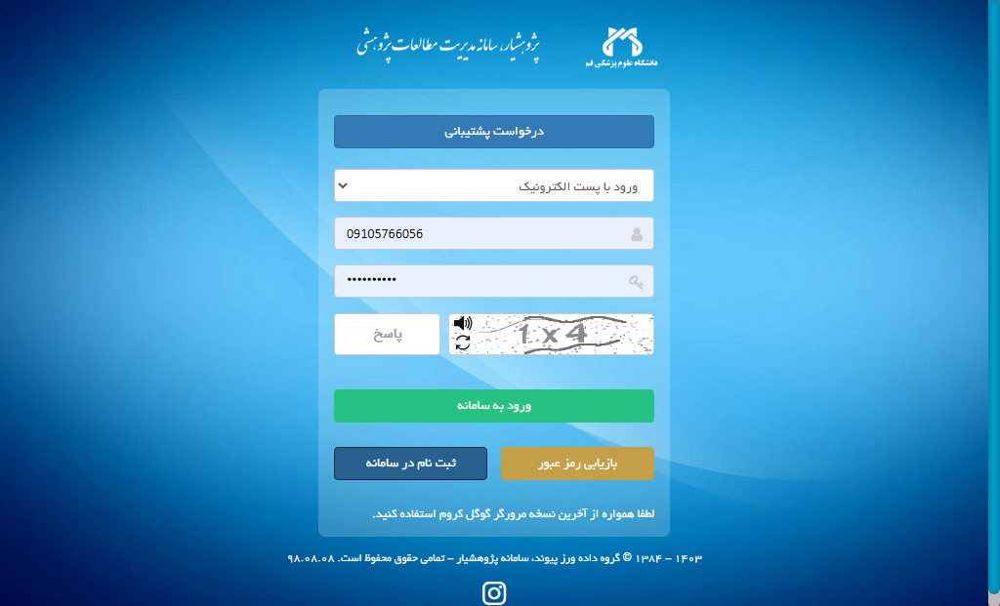 دانشگاه علوم پزشکی قم
پژوهشیار، سامانه مدیریت مطالعات پژوهشی
درخواست پشتیبانی
ورود با پست الکترونیک
09105766056
••••••••••
1 x 4
پاسخ
ورود به سامانه
بازیابی رمز عبور
ثبت نام در سامانه
لطفا همواره از آخرین نسخه مرورگر گوگل کروم استفاده کنید.
۱۳۸۴ – ۱۴۰۳ © گروه داده ورز پیوند، سامانه پژوهشیار – تمامی حقوق محفوظ است. ۹۸.۰۸.۰۸